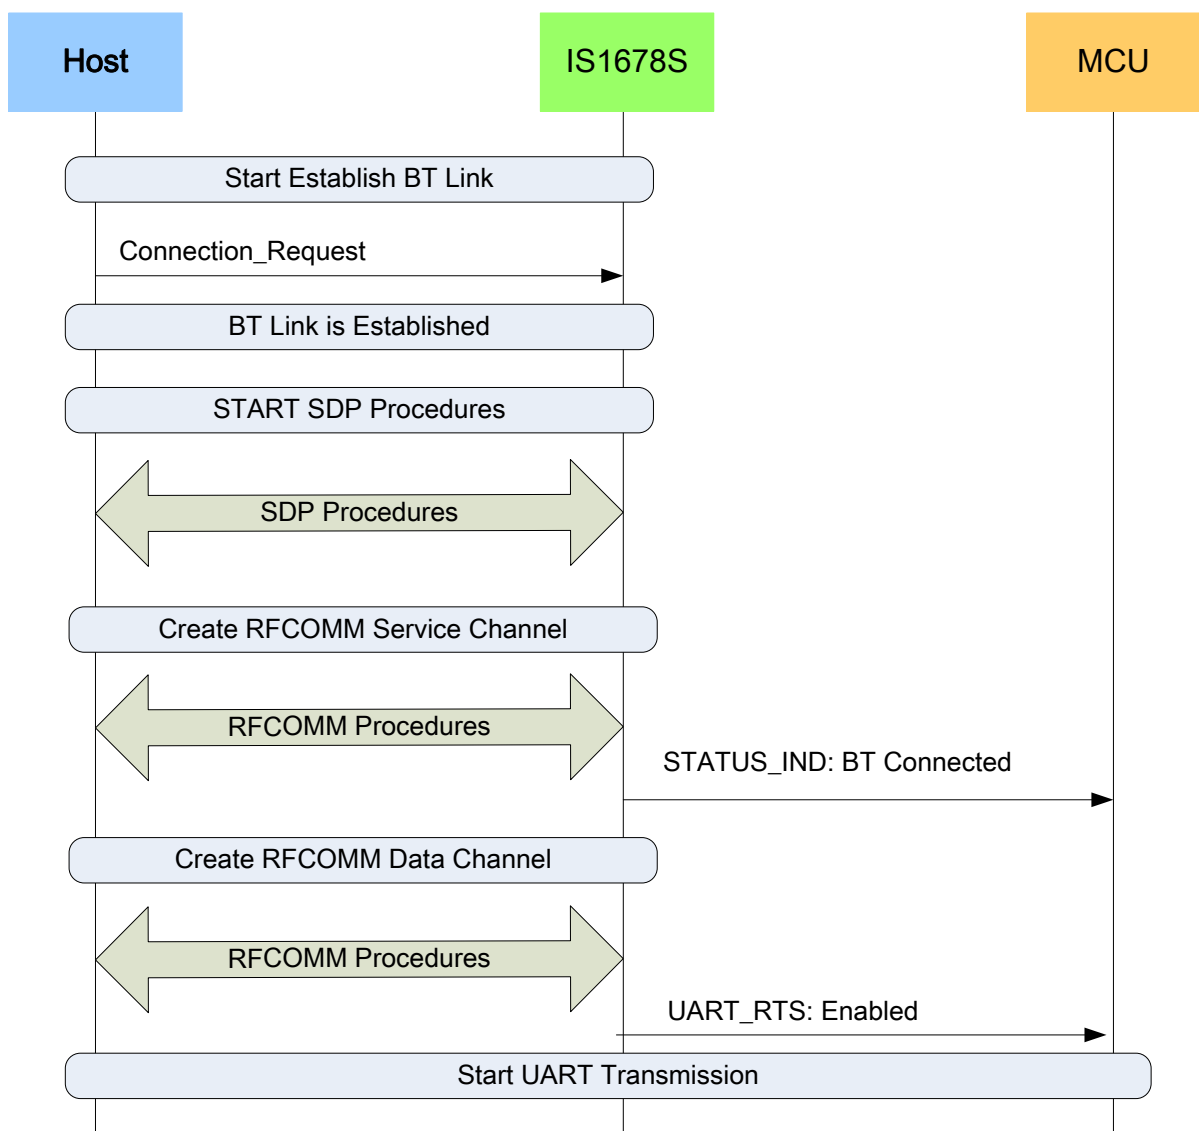 Host
IS1678S
MCU
Start Establish BT Link
Connection_Request
BT Link is Established
START SDP Procedures
SDP Procedures
Create RFCOMM Service Channel
RFCOMM Procedures
STATUS_IND: BT Connected
Create RFCOMM Data Channel
RFCOMM Procedures
UART_RTS: Enabled
Start UART Transmission